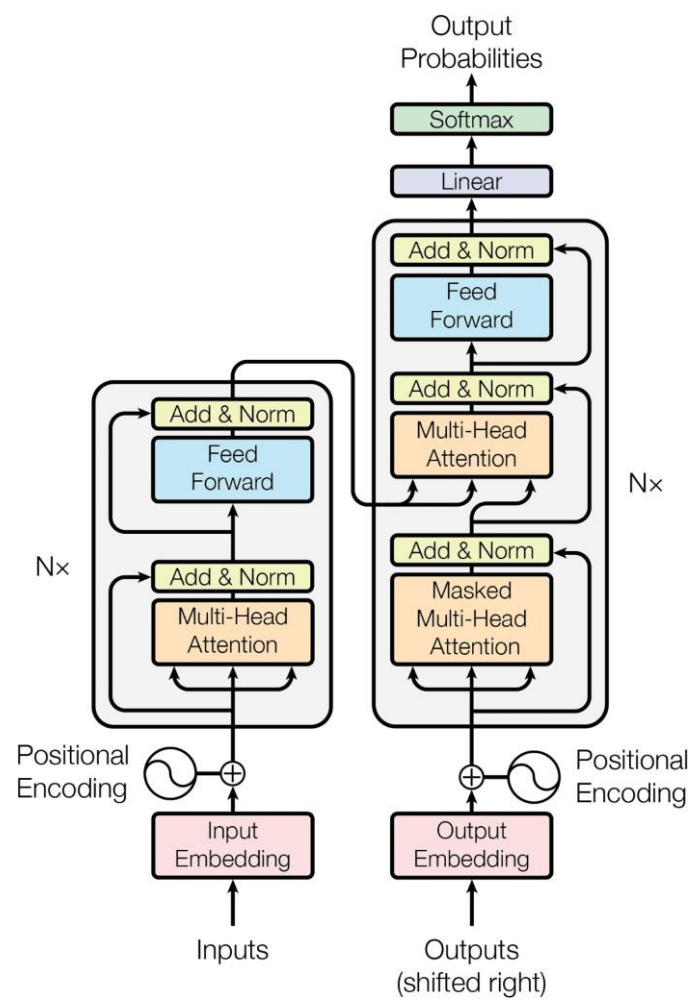 Output
Probabilities
Softmax
Linear
Add & Norm
Feed
Forward
Add & Norm
Multi-Head
Attention
Add & Norm
Masked
Multi-Head
Attention
Nx
Add & Norm
Feed
Forward
Add & Norm
Multi-Head
Attention
N×
Positional
Encoding
Positional
Encoding
Input
Embedding
Output
Embedding
Inputs
Outputs
(shifted right)